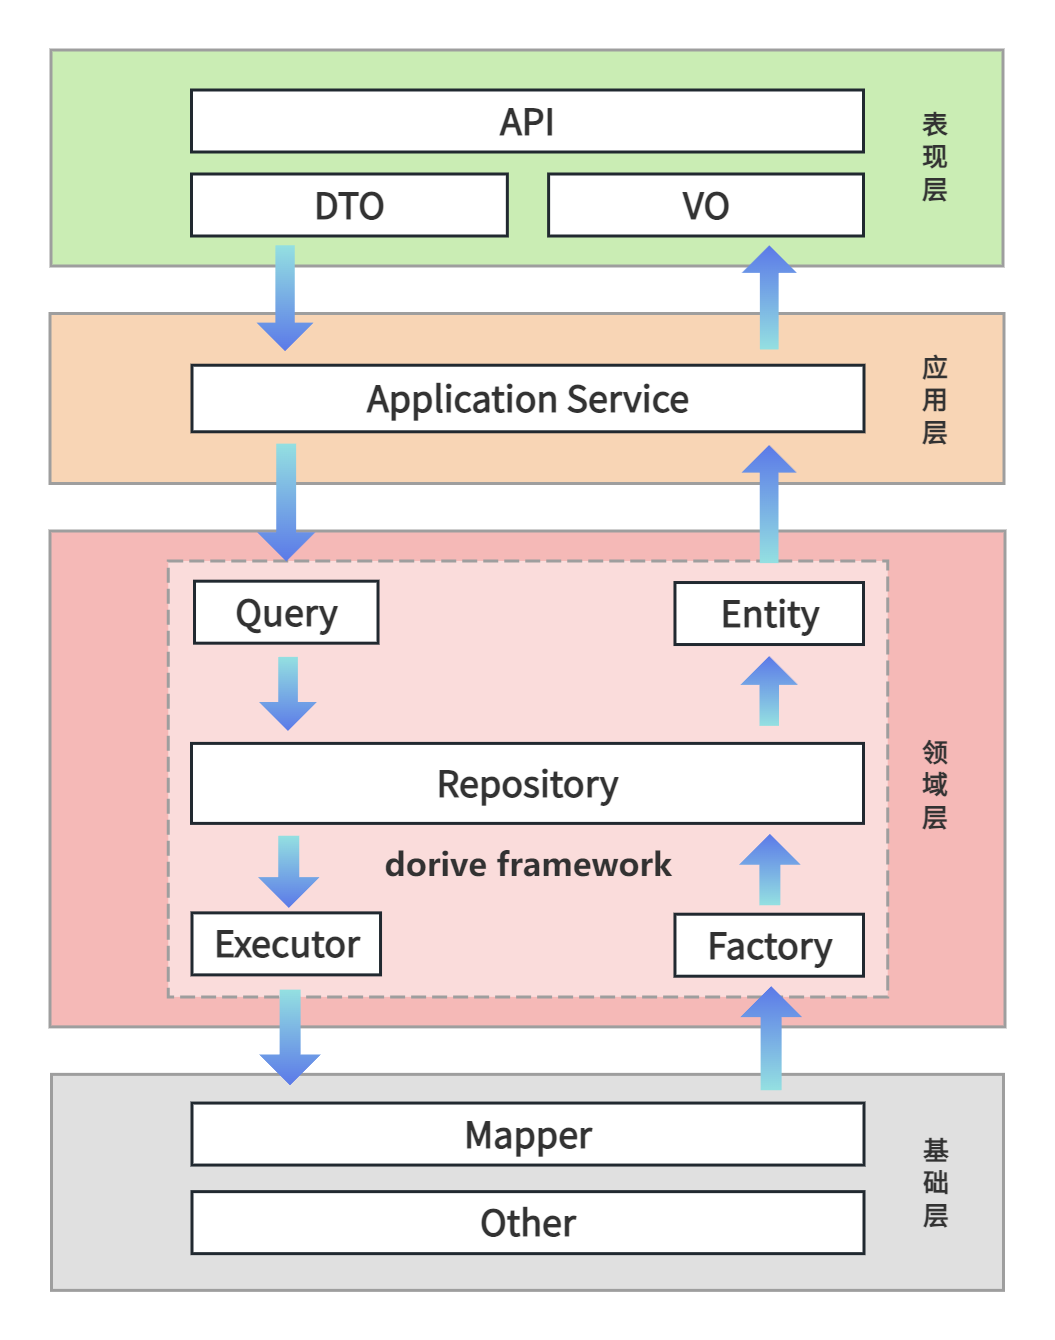 API
DTO
VO
表现层
Application Service
应用层
Query
Entity
Repository
dorive framework
Executor
Factory
领域层
Mapper
Other
基础层